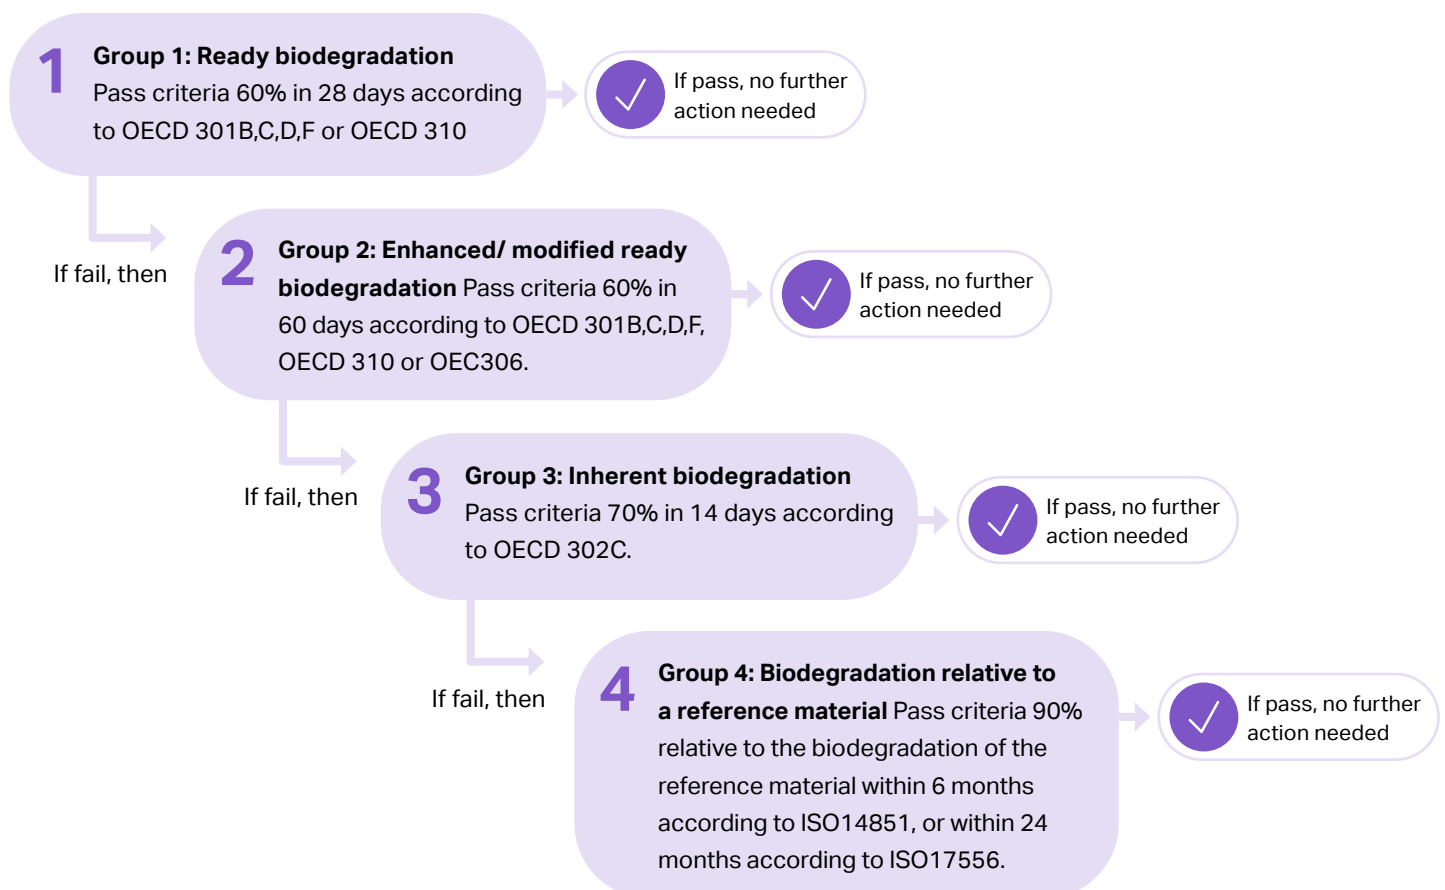 1
Group 1: Ready biodegradation
Pass criteria 60% in 28 days according
to OECD 301B,C,D,F or OECD 310
If pass, no further
action needed
If fail, then
2
Group 2: Enhanced/ modified ready
biodegradation Pass criteria 60% in
60 days according to OECD 301B,C,D,F,
OECD 310 or OEC306.
If pass, no further
action needed
If fail, then
3
Group 3: Inherent biodegradation
Pass criteria 70% in 14 days according
to OECD 302C.
If pass, no further
action needed
If fail, then
4
Group 4: Biodegradation relative to
a reference material Pass criteria 90%
relative to the biodegradation of the
reference material within 6 months
according to ISO14851, or within 24
months according to ISO17556.
If pass, no further
action needed